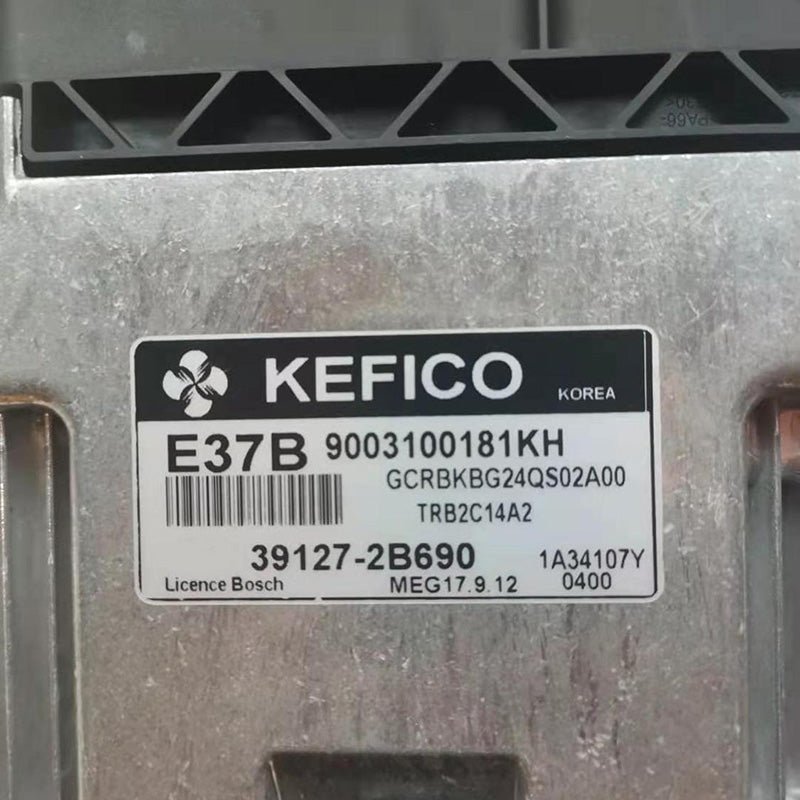 KEFICO
KOREA
E37B 9003100181KH
GCRBKBG24QS02A00
TRB2C14A2
39127-2B690 1A34107Y
Licence Bosch MEG17.9.12 0400